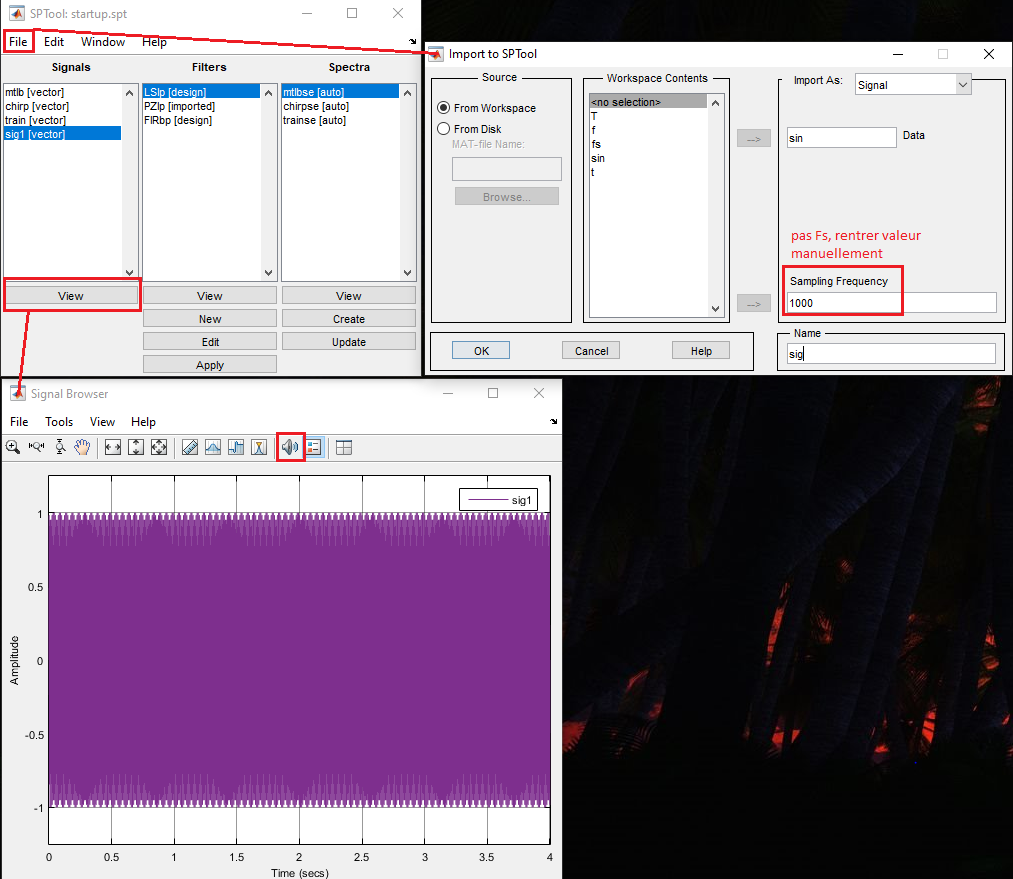 SPTool: startup.spt
File Edit Window Help
Signals Filters Spectra
mtlb [vector]
chirp [vector]
train [vector]
sig1 [vector]
LSlp [design]
PZlp [imported]
FIRbp [design]
mtlbse [auto]
chirpse [auto]
trainse [auto]
View View View
New Create
Edit Update
Apply
Import to SPTool
Source
From Workspace
From Disk
MAT-file Name:
Browse...
Workspace Contents
<no selection>
T
f
fs
sin
t
-->
-->
Import As: Signal
sin Data
pas Fs, rentrer valeur
manuellement
Sampling Frequency
1000
Name
sig
OK Cancel Help
Signal Browser
File Tools View Help
sig1
1
0.5
0
-0.5
-1
Amplitude
0 0.5 1 1.5 2 2.5 3 3.5 4
Time (secs)